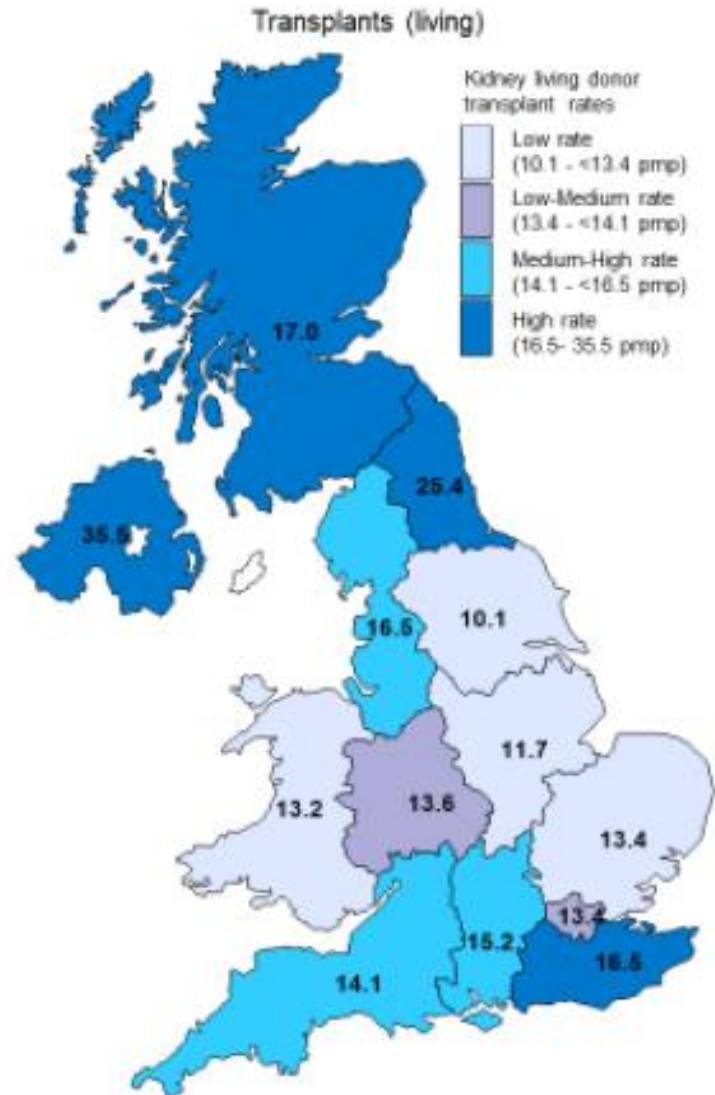 Transplants (living)
Kidney living donor
transplant rates
Low rate
(10.1 - <13.4 pmp)
Low-Medium rate
(13.4 - <14.1 pmp)
Medium-High rate
(14.1 - <16.5 pmp)
High rate
(16.5- 35.5 pmp)
17.0
25.4
35.5
16.5
10.1
11.7
13.2
13.6
13.4
13.4
15.2
16.5
14.1